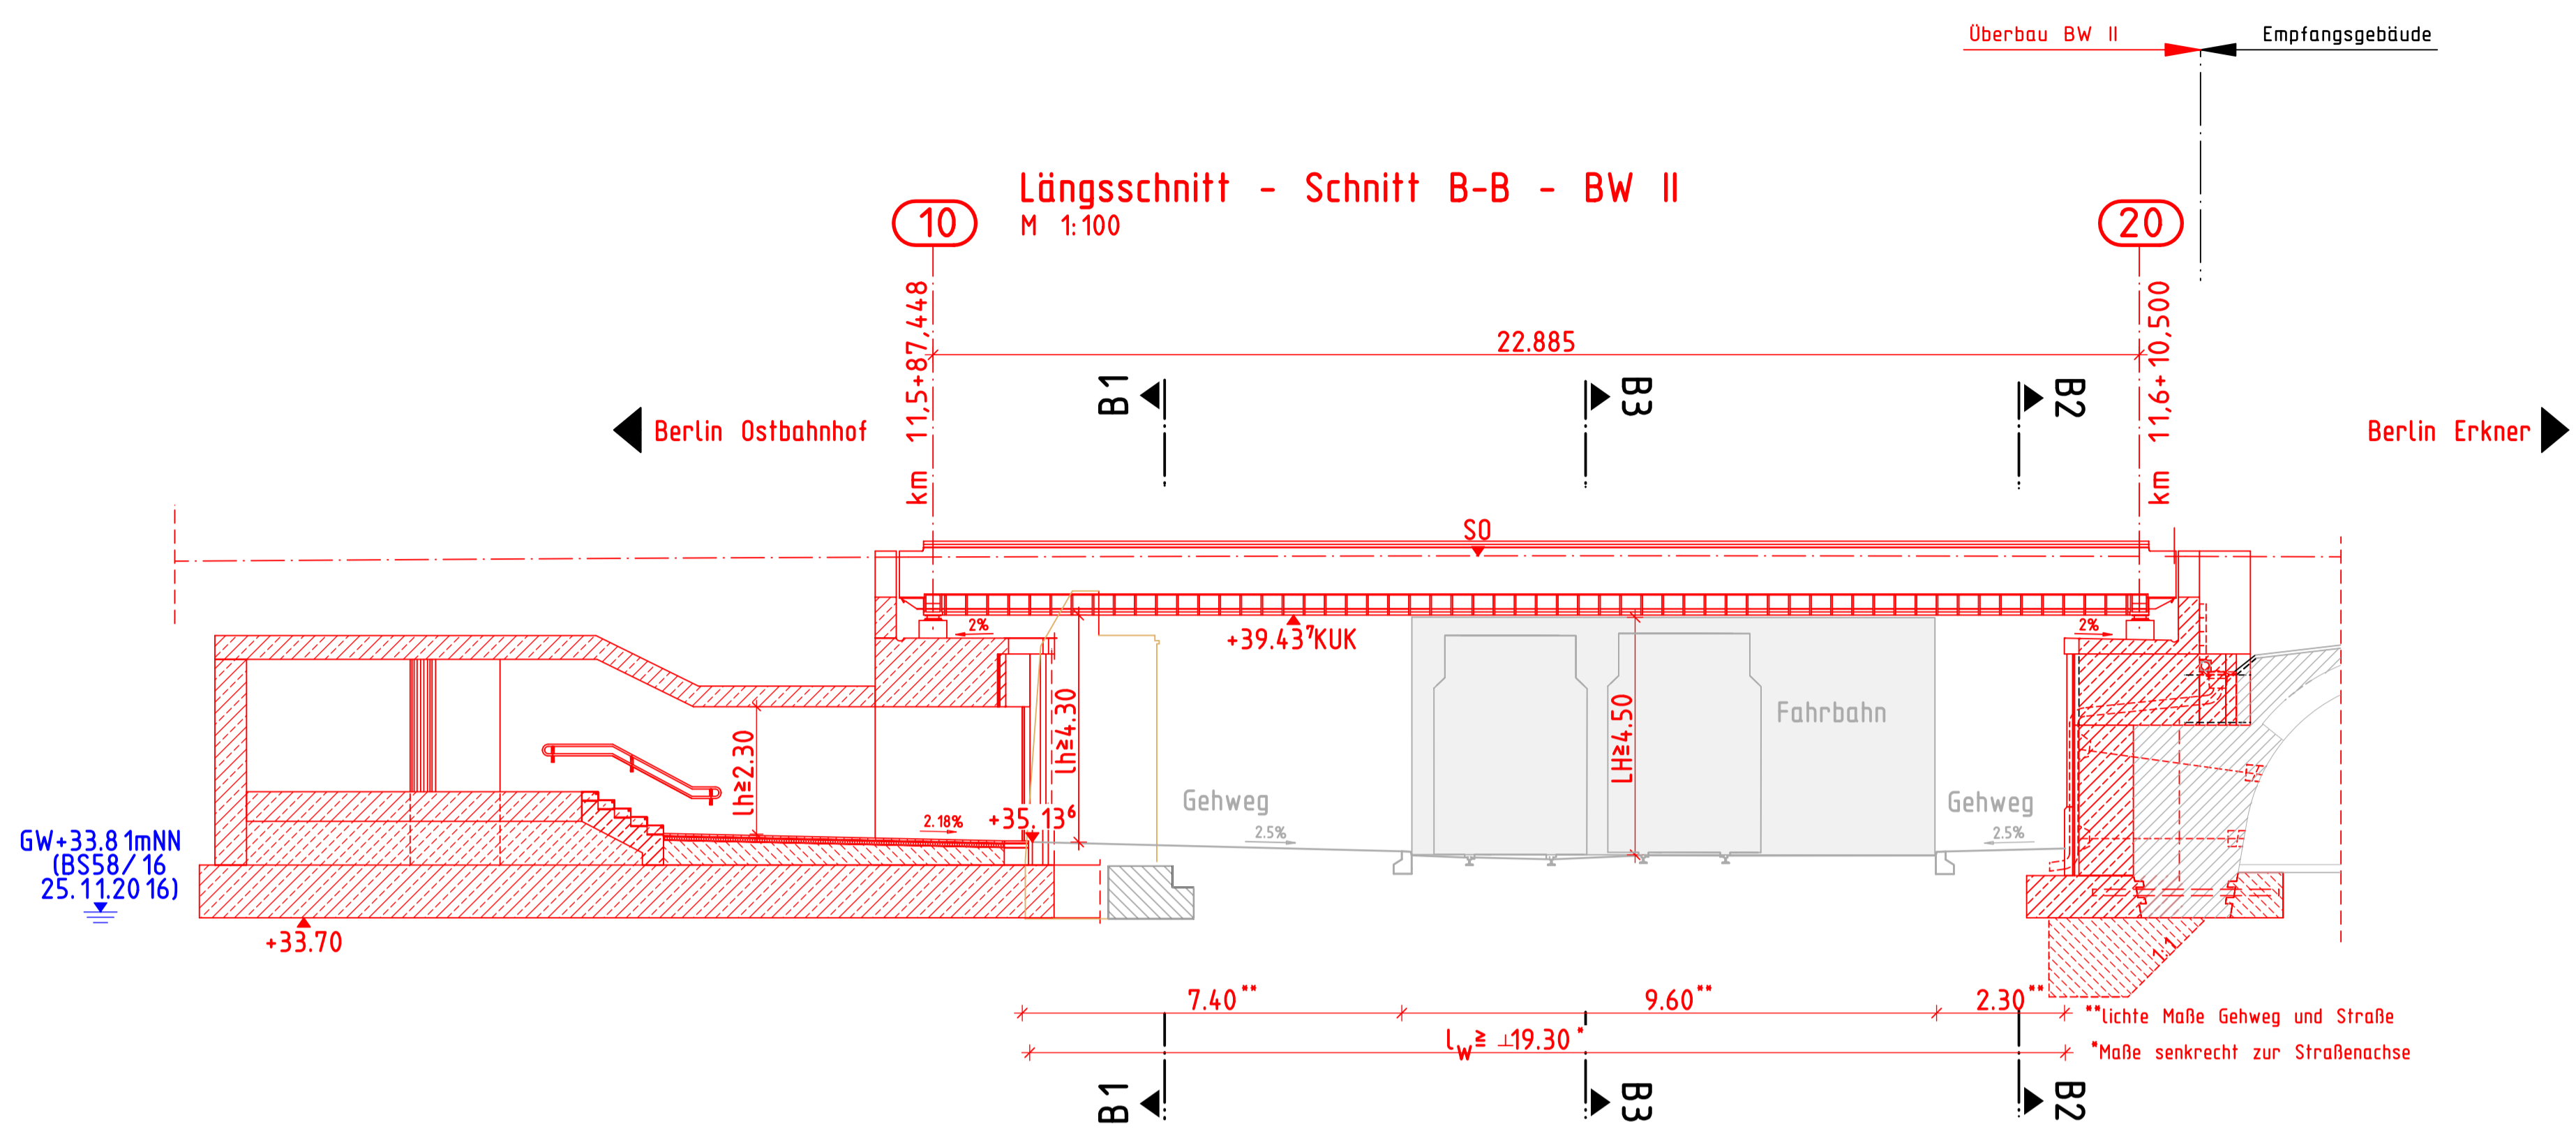 Überbau BW II
Empfangsgebäude
Längsschnitt - Schnitt B-B - BW II
M 1:100
10
20
km 11,5+87,448
km 11,6+10,500
22.885
B1
B3
B2
Berlin Ostbahnhof
Berlin Erkner
SO
2%
2%
+39.43⁷KUK
lh≥2.30
lh≥4.30
LH≥4.50
Fahrbahn
Gehweg
2.5%
Gehweg
2.5%
2.18%
+35.13⁶
GW+33.81mNN
(BS58/16
25.11.2016)
+33.70
1:1
7.40**
9.60**
2.30**
**lichte Maße Gehweg und Straße
lw≥ ⊥19.30*
*Maße senkrecht zur Straßenachse
B1
B3
B2